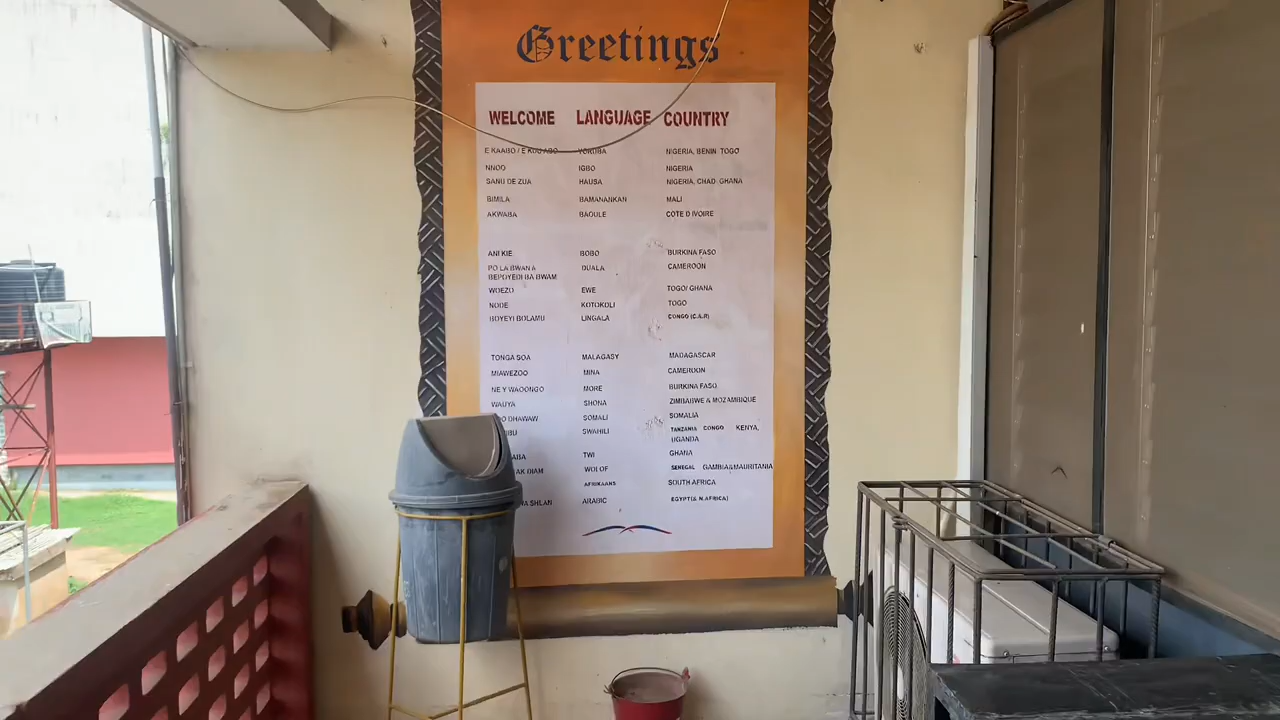 Greetings
WELCOME LANGUAGE COUNTRY
E KAABO / E YORUBA NIGERIA, BENIN TOGO
NNOO IGBO NIGERIA
SANU DE ZUA HAUSA NIGERIA, CHAD GHANA
BIMILA BAMANANKAN MALI
AKWABA BAOULE COTE D IVOIRE
ANI KIE BOBO BURKINA FASO
PO LA BWAN A DUALA CAMEROON
BEPOYEDI BA BWAM
WOEZO EWE TOGO/ GHANA
NODE KOTOKOLI TOGO
BOYEYI BOLAMU LINGALA CONGO (C.A.R)
TONGA SOA MALAGASY MADAGASCAR
MIAWEZOO MINA CAMEROON
NE Y WAOONGO MORE BURKINA FASO
WAUYA SHONA ZIMBABWE & MOZAMBIQUE
DHAWAW SOMALI SOMALIA
SWAHILI TANZANIA CONGO KENYA,
UGANDA
TWI GHANA
WOLOF SENEGAL GAMBIA&MAURITANIA
AFRIKAANS SOUTH AFRICA
SHLAN ARABIC EGYPT(& N.AFRICA)